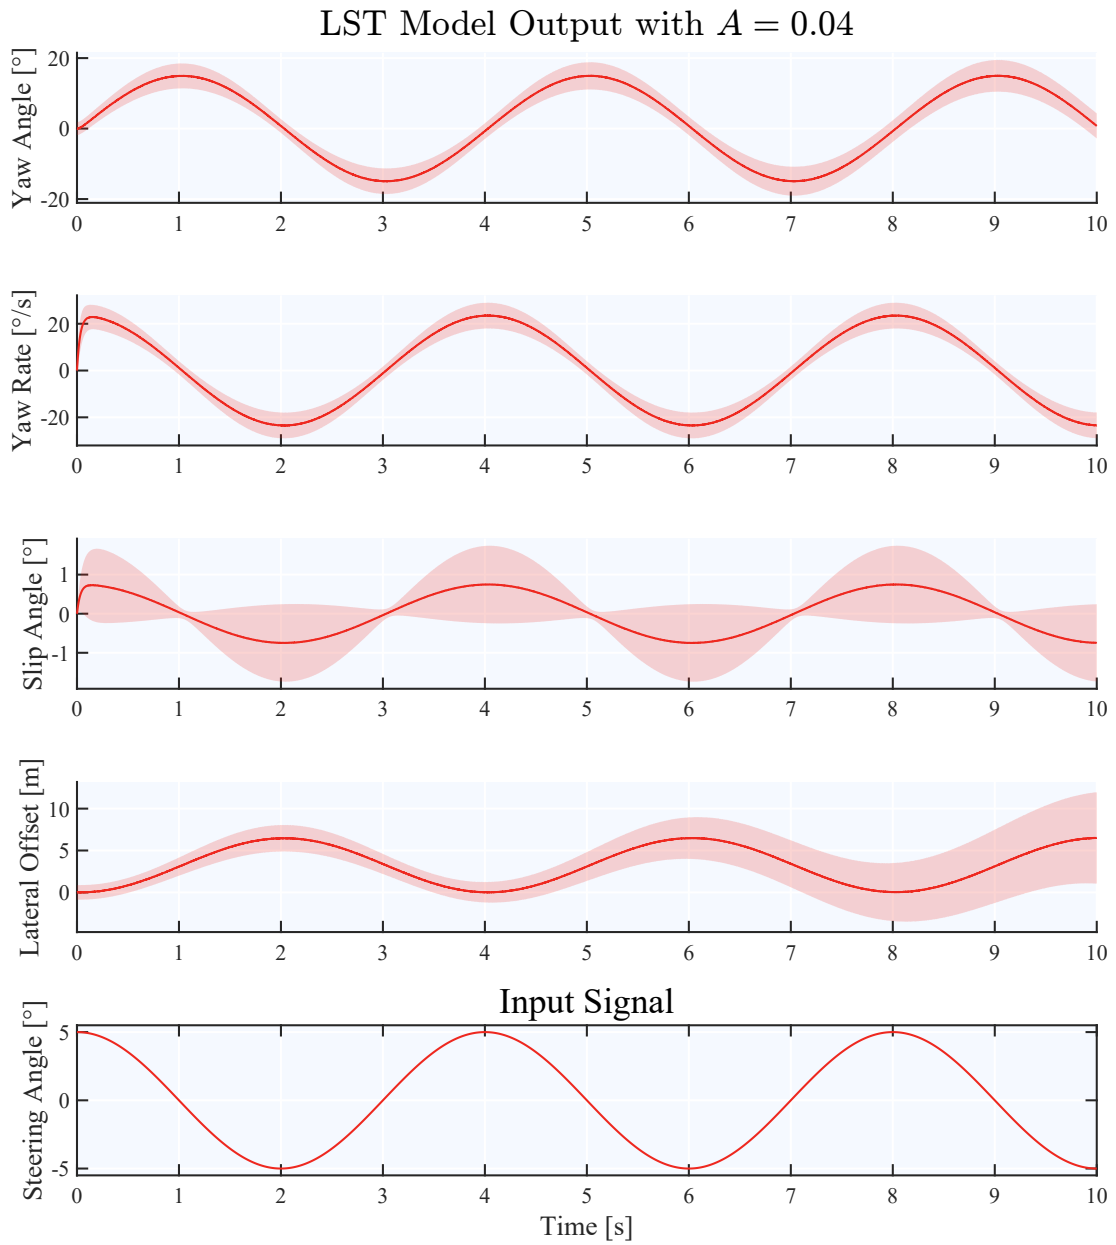 LST Model Output with A = 0.04
Yaw Angle [°]
20
0
-20
0 1 2 3 4 5 6 7 8 9 10
Yaw Rate [°/s]
20
0
-20
0 1 2 3 4 5 6 7 8 9 10
Slip Angle [°]
1
0
-1
0 1 2 3 4 5 6 7 8 9 10
Lateral Offset [m]
10
5
0
0 1 2 3 4 5 6 7 8 9 10
Input Signal
Steering Angle [°]
5
0
-5
0 1 2 3 4 5 6 7 8 9 10
Time [s]